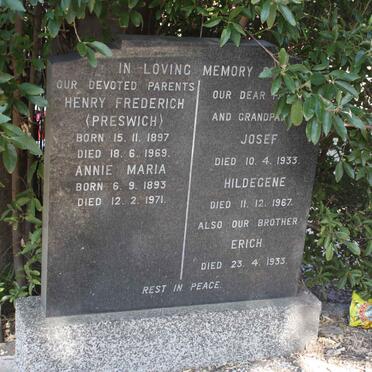 IN LOVING MEMORY
OUR DEVOTED PARENTS
HENRY FREDERICH
(PRESWICH)
BORN 15. 11. 1897
DIED 18. 6. 1969.
ANNIE MARIA
BORN 6. 9. 1893
DIED 12. 2. 1971.
OUR DEAR
AND GRANDPA
JOSEF
DIED 10. 4. 1933.
HILDEGENE
DIED 11. 12. 1967.
ALSO OUR BROTHER
ERICH
DIED 23. 4. 1933.
REST IN PEACE.